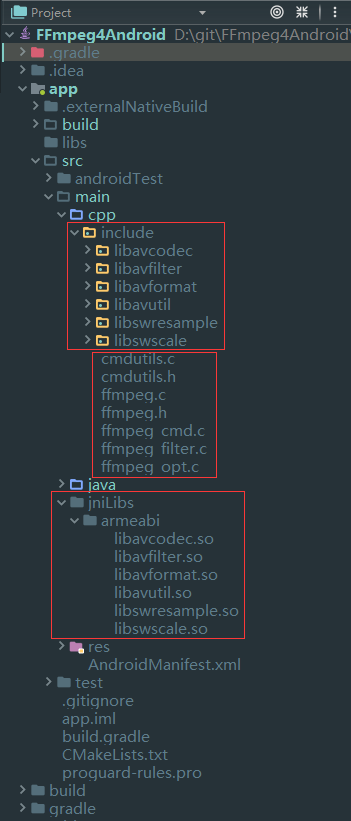 Project
FFmpeg4Android D:\git\FFmpeg4Android\
.gradle
.idea
app
.externalNativeBuild
build
libs
src
androidTest
main
cpp
include
libavcodec
libavfilter
libavformat
libavutil
libswresample
libswscale
cmdutils.c
cmdutils.h
ffmpeg.c
ffmpeg.h
ffmpeg_cmd.c
ffmpeg_filter.c
ffmpeg_opt.c
java
jniLibs
armeabi
libavcodec.so
libavfilter.so
libavformat.so
libavutil.so
libswresample.so
libswscale.so
res
AndroidManifest.xml
test
.gitignore
app.iml
build.gradle
CMakeLists.txt
proguard-rules.pro
build
gradle